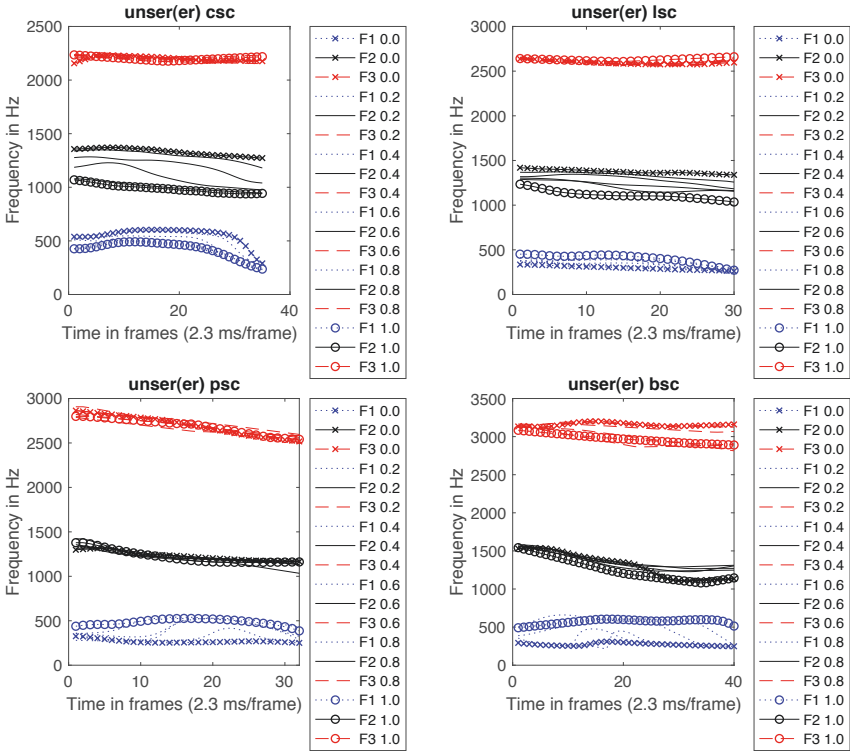 unser(er) csc
2500
2000
1500
1000
500
0
0
20
40
Frequency in Hz
Time in frames (2.3 ms/frame)
F1 0.0
F2 0.0
F3 0.0
F1 0.2
F2 0.2
F3 0.2
F1 0.4
F2 0.4
F3 0.4
F1 0.6
F2 0.6
F3 0.6
F1 0.8
F2 0.8
F3 0.8
F1 1.0
F2 1.0
F3 1.0
unser(er) lsc
3000
2500
2000
1500
1000
500
0
0
10
20
30
Frequency in Hz
Time in frames (2.3 ms/frame)
F1 0.0
F2 0.0
F3 0.0
F1 0.2
F2 0.2
F3 0.2
F1 0.4
F2 0.4
F3 0.4
F1 0.6
F2 0.6
F3 0.6
F1 0.8
F2 0.8
F3 0.8
F1 1.0
F2 1.0
F3 1.0
unser(er) psc
3000
2500
2000
1500
1000
500
0
0
10
20
30
Frequency in Hz
Time in frames (2.3 ms/frame)
F1 0.0
F2 0.0
F3 0.0
F1 0.2
F2 0.2
F3 0.2
F1 0.4
F2 0.4
F3 0.4
F1 0.6
F2 0.6
F3 0.6
F1 0.8
F2 0.8
F3 0.8
F1 1.0
F2 1.0
F3 1.0
unser(er) bsc
3500
3000
2500
2000
1500
1000
500
0
0
20
40
Frequency in Hz
Time in frames (2.3 ms/frame)
F1 0.0
F2 0.0
F3 0.0
F1 0.2
F2 0.2
F3 0.2
F1 0.4
F2 0.4
F3 0.4
F1 0.6
F2 0.6
F3 0.6
F1 0.8
F2 0.8
F3 0.8
F1 1.0
F2 1.0
F3 1.0